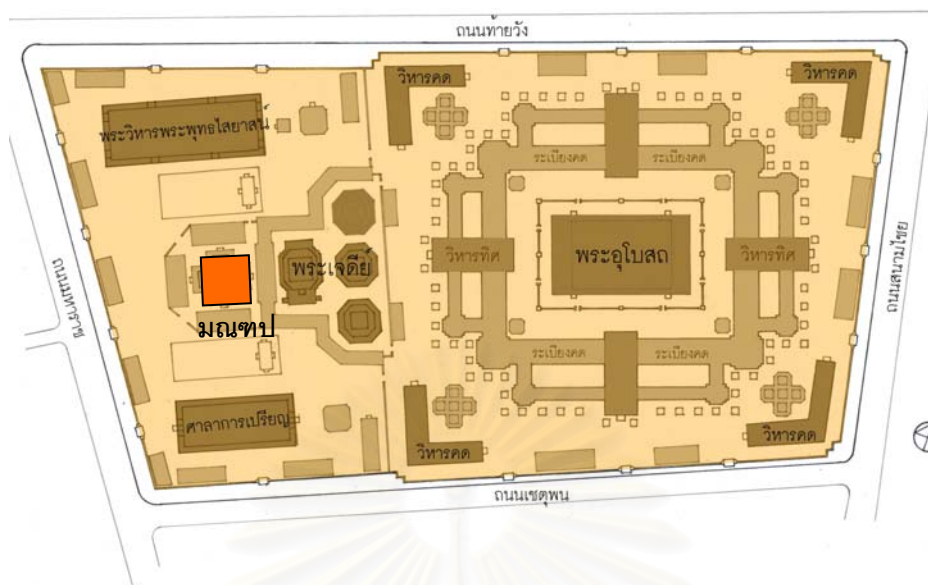 ถนนท้ายวัง
วิหารคด
วิหารคด
พระวิหารพระพุทธไสยาสน์
ระเบียงคด
ระเบียงคด
ถนนมหาราช
พระเจดีย์
วิหารทิศ
พระอุโบสถ
วิหารทิศ
ถนนสนามไชย
มณฑป
ระเบียงคด
ระเบียงคด
ศาลาการเปรียญ
วิหารคด
วิหารคด
ถนนเชตุพน